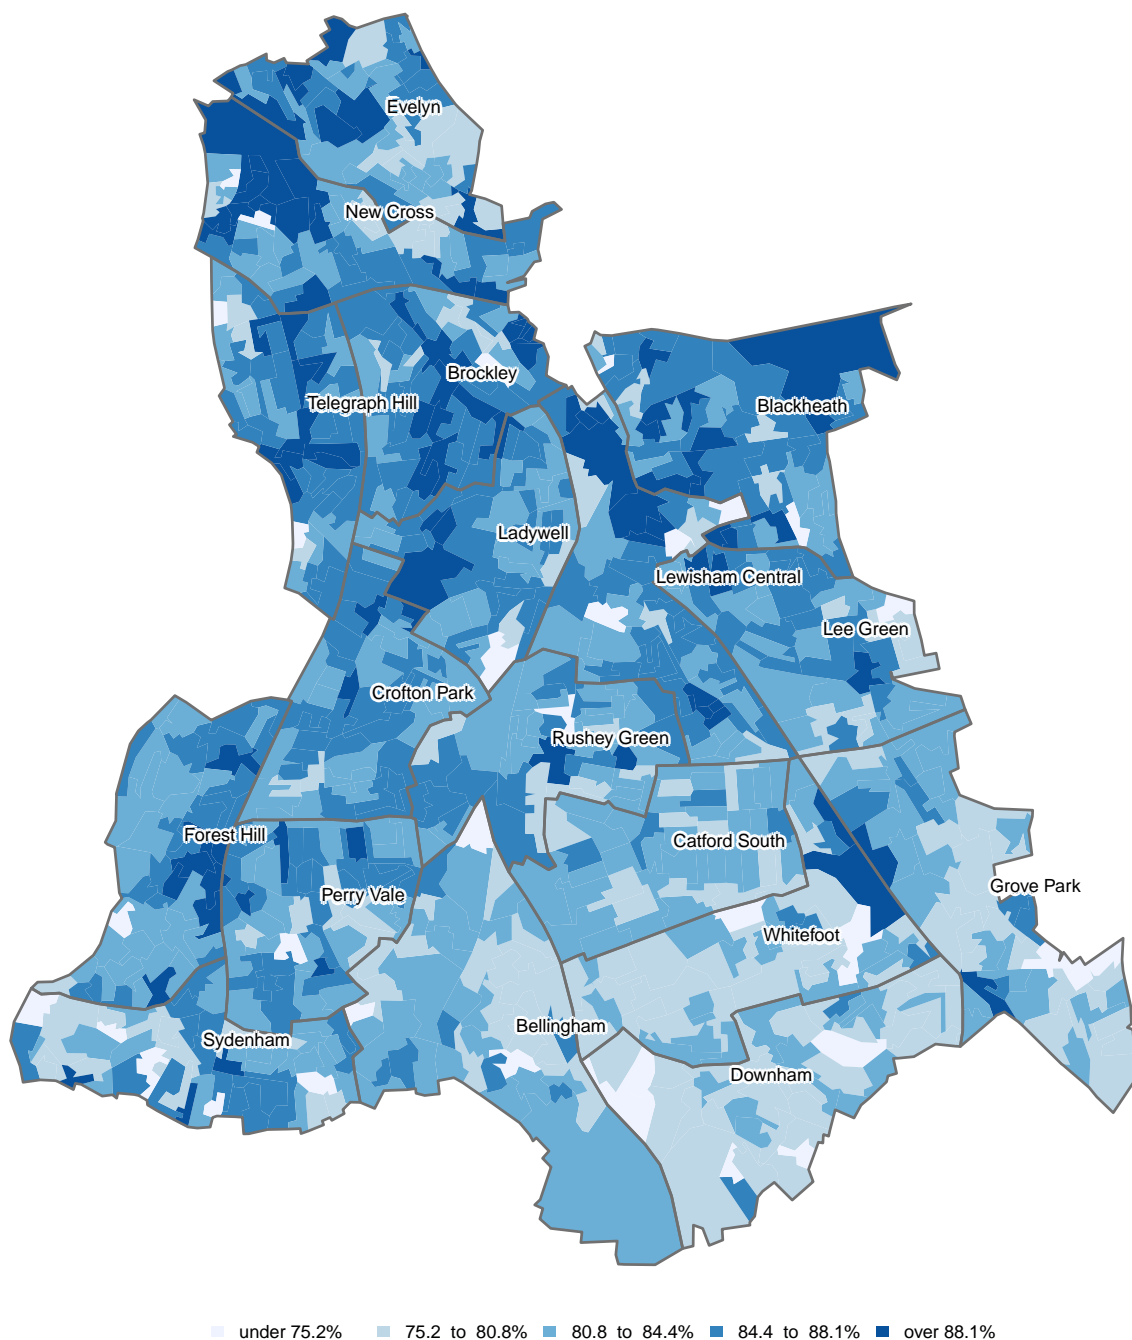 Evelyn
New Cross
Brockley
Telegraph Hill
Blackheath
Ladywell
Lewisham Central
Lee Green
Crofton Park
Rushey Green
Forest Hill
Catford South
Perry Vale
Grove Park
Whitefoot
Bellingham
Sydenham
Downham
under 75.2% 75.2 to 80.8% 80.8 to 84.4% 84.4 to 88.1% over 88.1%